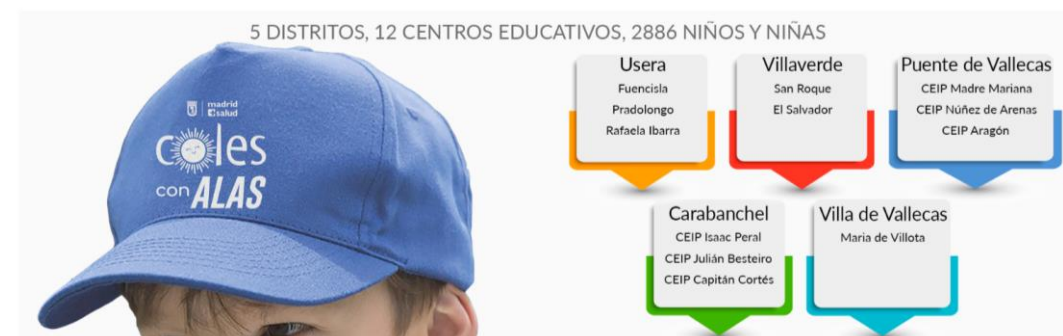 5 DISTRITOS, 12 CENTROS EDUCATIVOS, 2886 NIÑOS Y NIÑAS
madrid
salud
coles
con ALAS
Usera
Fuencisla
Pradolongo
Rafaela Ibarra
Villaverde
San Roque
El Salvador
Puente de Vallecas
CEIP Madre Mariana
CEIP Núñez de Arenas
CEIP Aragón
Carabanchel
CEIP Isaac Peral
CEIP Julián Besteiro
CEIP Capitán Cortés
Villa de Vallecas
Maria de Villota